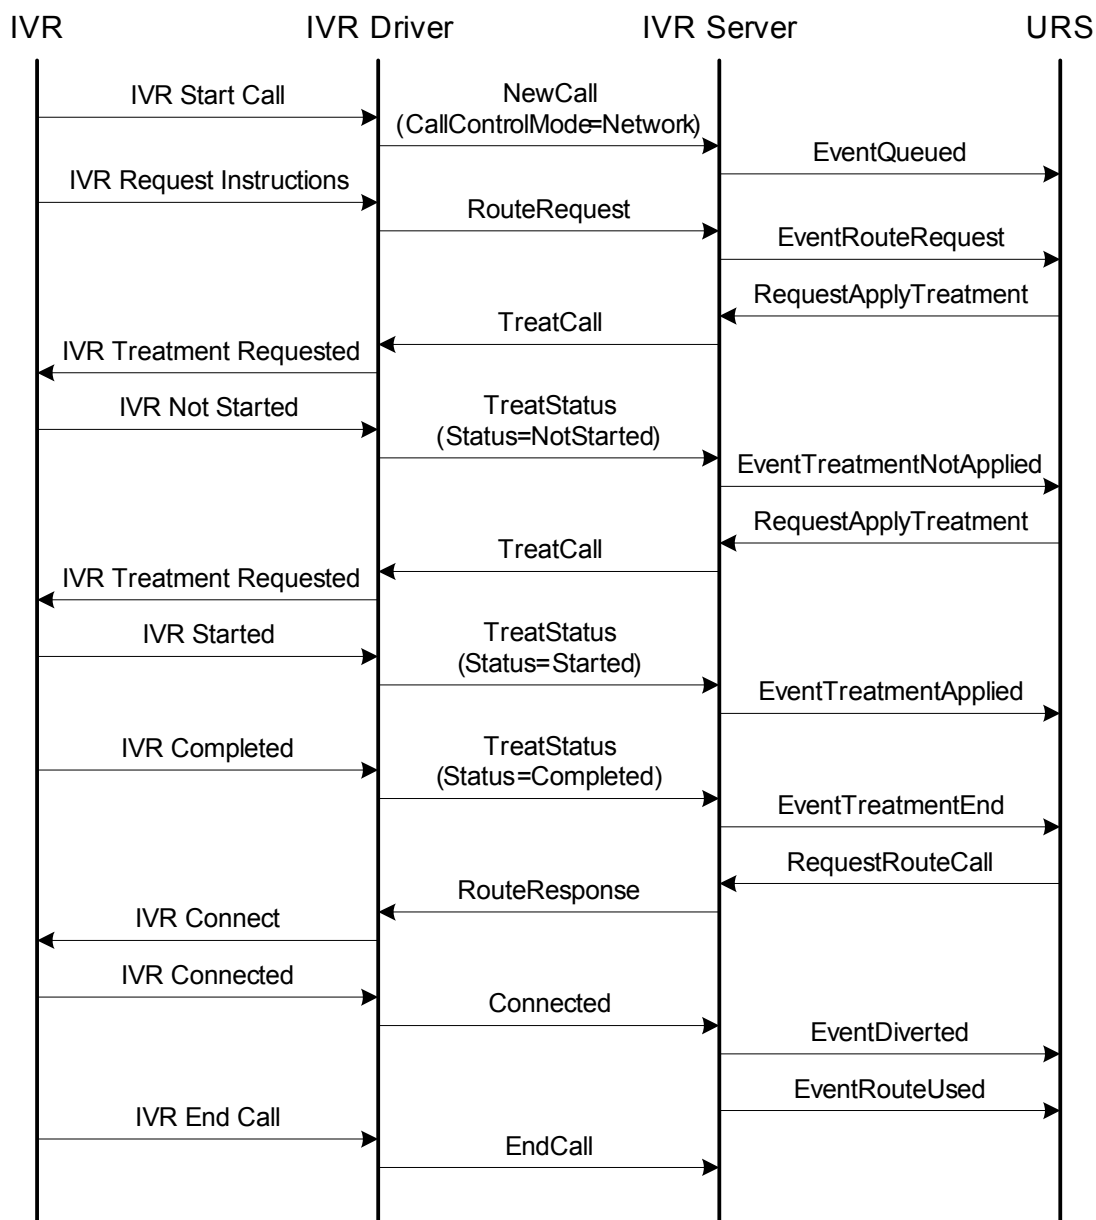 IVR
IVR Driver
IVR Server
URS
IVR Start Call
NewCall
(CallControlMode=Network)
EventQueued
IVR Request Instructions
RouteRequest
EventRouteRequest
RequestApplyTreatment
TreatCall
IVR Treatment Requested
IVR Not Started
TreatStatus
(Status=NotStarted)
EventTreatmentNotApplied
RequestApplyTreatment
TreatCall
IVR Treatment Requested
IVR Started
TreatStatus
(Status=Started)
EventTreatmentApplied
IVR Completed
TreatStatus
(Status=Completed)
EventTreatmentEnd
RequestRouteCall
RouteResponse
IVR Connect
IVR Connected
Connected
EventDiverted
EventRouteUsed
IVR End Call
EndCall